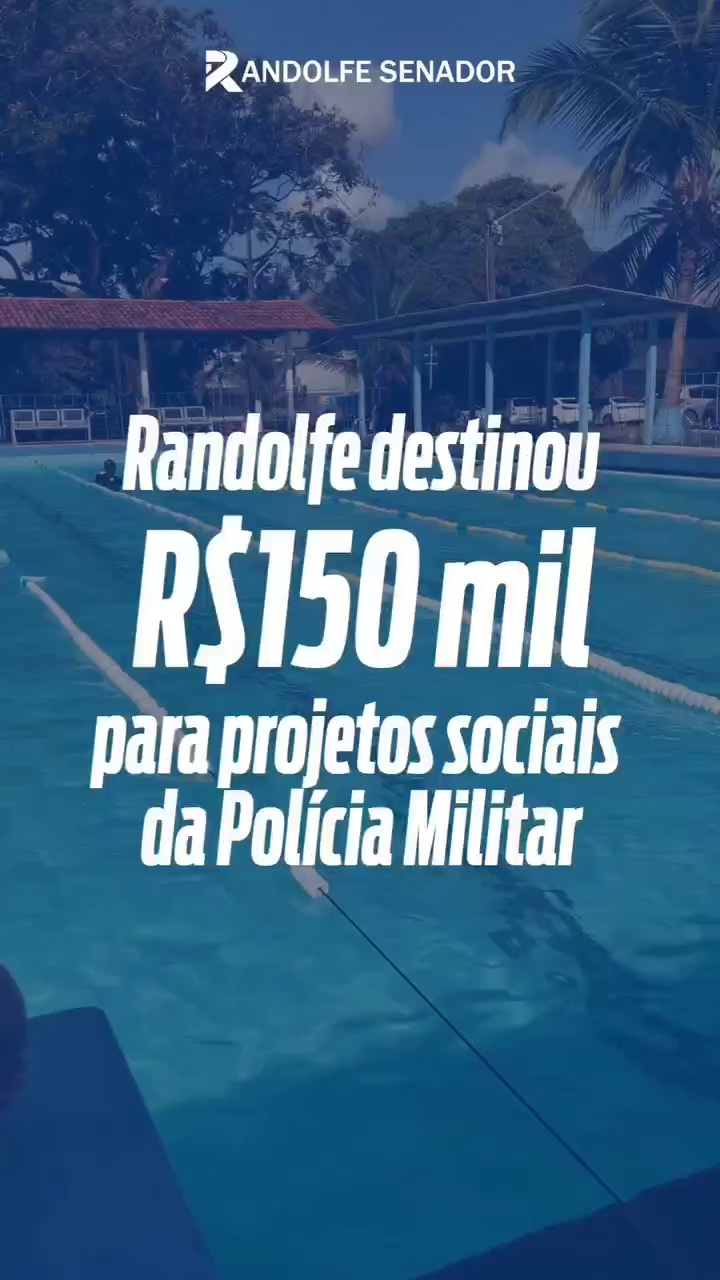 RANDOLFE SENADOR
Randolfe destinou
R$150 mil
para projetos sociais
da Polícia Militar